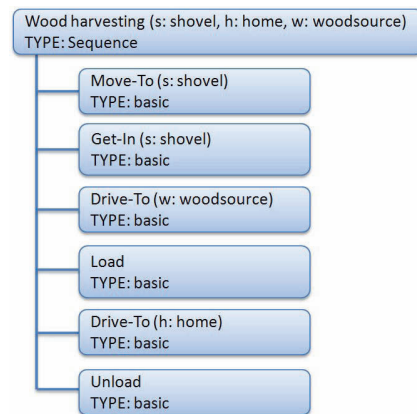 Wood harvesting (s: shovel, h: home, w: woodsource)
TYPE: Sequence
Move-To (s: shovel)
TYPE: basic
Get-In (s: shovel)
TYPE: basic
Drive-To (w: woodsource)
TYPE: basic
Load
TYPE: basic
Drive-To (h: home)
TYPE: basic
Unload
TYPE: basic